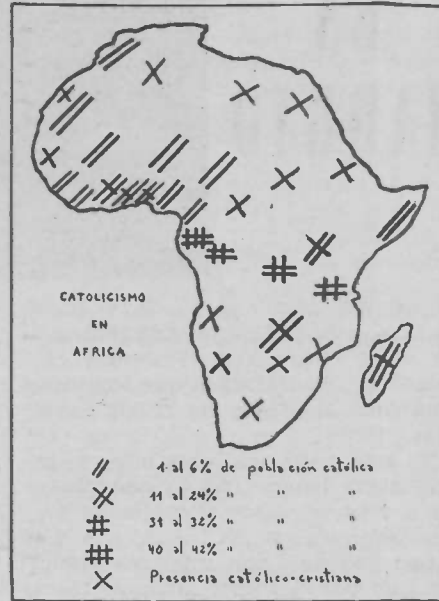 CATOLICISMO
EN
AFRICA
1 al 6% de población católica
11 al 24% " " "
31 al 32% " " "
40 al 42% " " "
Presencia católico-cristiana